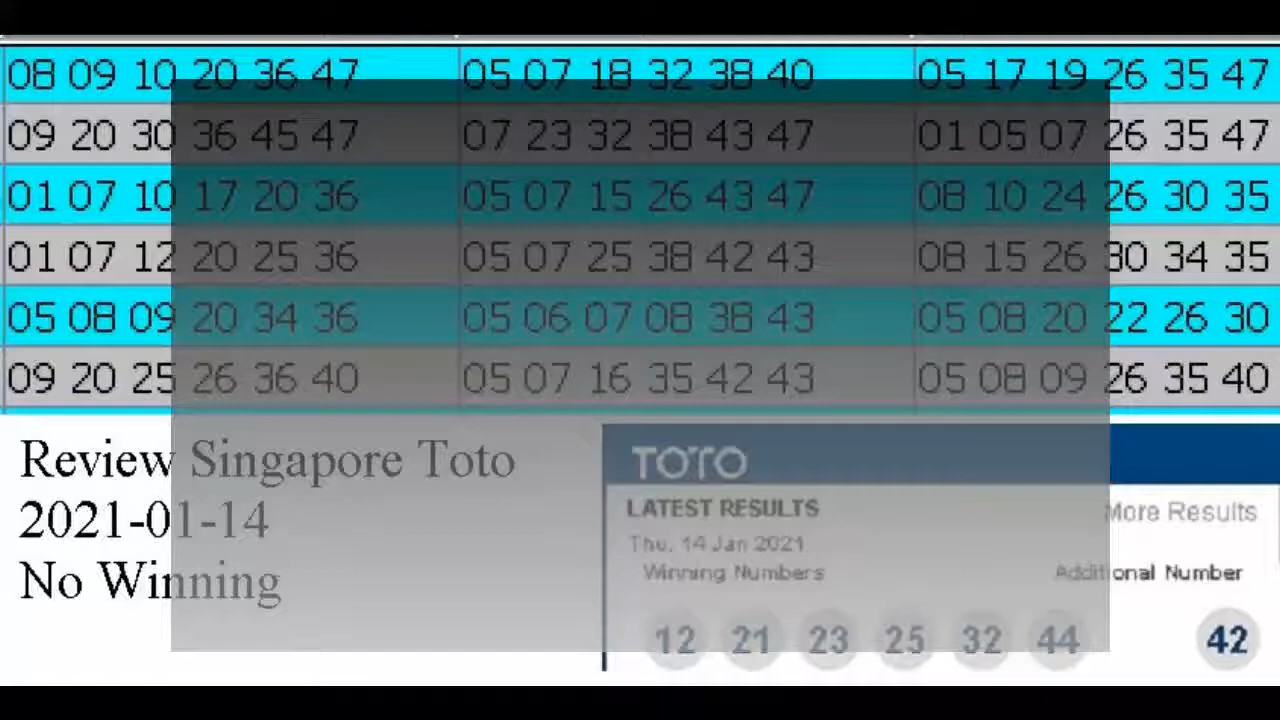 08 09 10 20 36 47 05 07 18 32 38 40 05 17 19 26 35 47
09 20 30 36 45 47 07 23 32 38 43 47 01 05 07 26 35 47
01 07 10 17 20 36 05 07 15 26 43 47 08 10 24 26 30 35
01 07 12 20 25 36 05 07 25 38 42 43 08 15 26 30 34 35
05 08 09 20 34 36 05 06 07 08 38 43 05 08 20 22 26 30
09 20 25 26 36 40 05 07 16 35 42 43 05 08 09 26 35 40
Review Singapore Toto
2021-01-14
No Winning
TOTO
LATEST RESULTS
More Results
Thu, 14 Jan 2021
Winning Numbers Additional Number
12 21 23 25 32 44 42